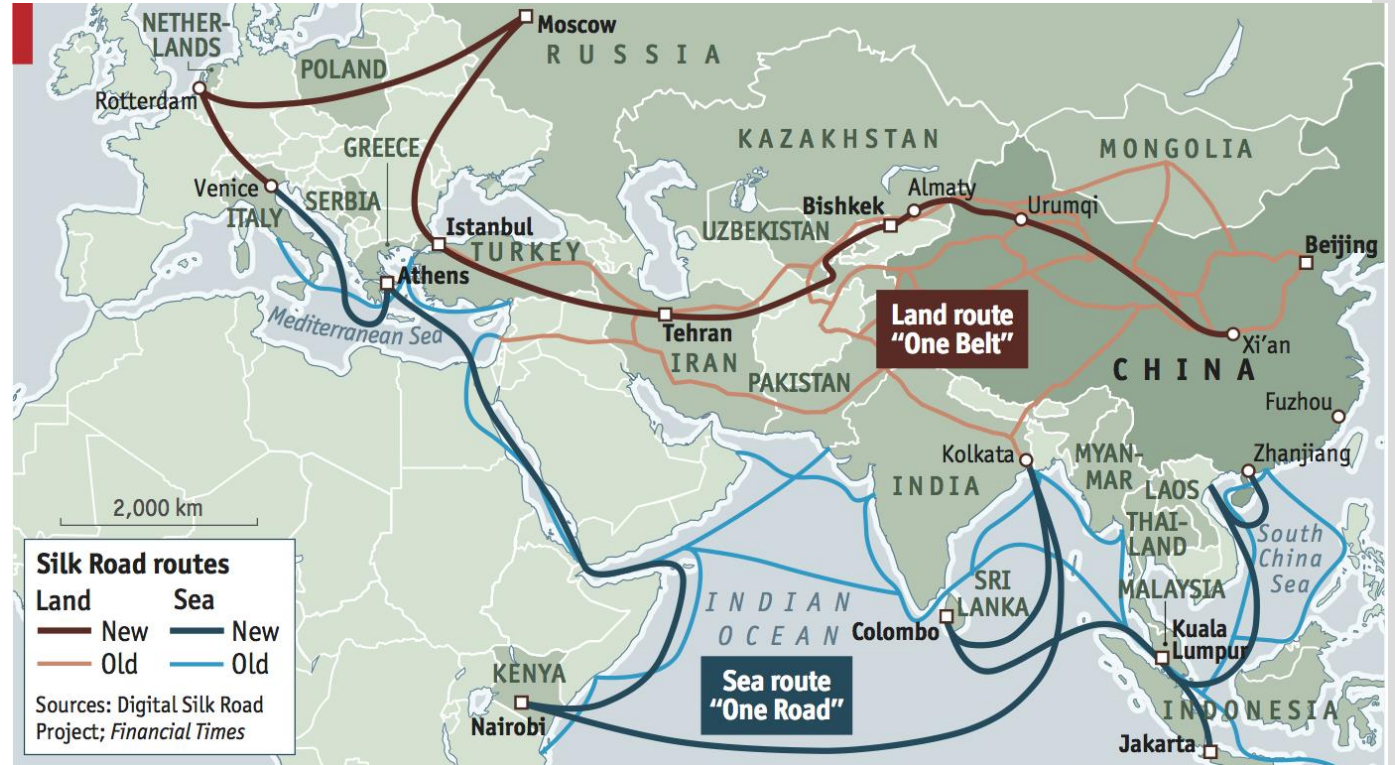 NETHER-
LANDS
Moscow
RUSSIA
POLAND
Rotterdam
KAZAKHSTAN
MONGOLIA
GREECE
Almaty
Venice
ITALY
SERBIA
Bishkek
Urumqi
Istanbul
TURKEY
UZBEKISTAN
Beijing
Athens
Mediterranean Sea
Land route
"One Belt"
Tehran
IRAN
Xi'an
CHINA
PAKISTAN
Fuzhou
Kolkata
MYAN-
MAR
Zhanjiang
INDIA
LAOS
2,000 km
THAI-
LAND
South
China
Sea
Silk Road routes
Land Sea
New New
Old Old
Sources: Digital Silk Road
Project; Financial Times
SRI
LANKA
MALAYSIA
INDIAN
OCEAN
Colombo
Kuala
Lumpur
KENYA
Sea route
"One Road"
Nairobi
INDONESIA
Jakarta